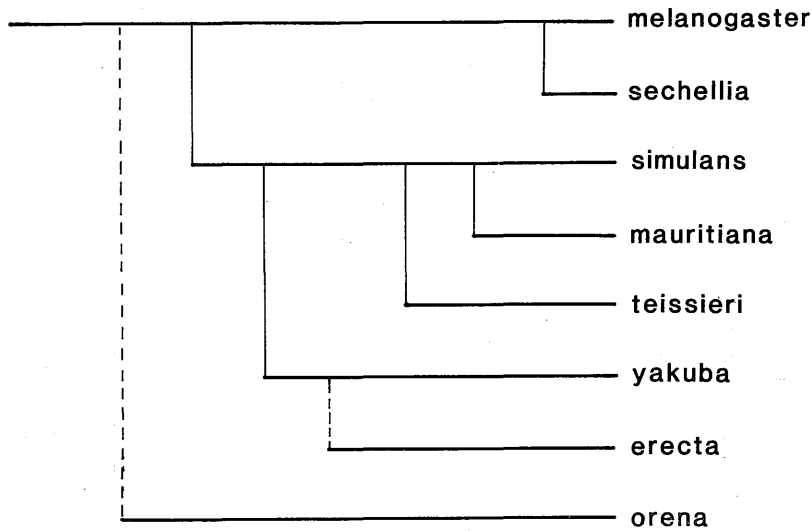 melanogaster
sechellia
simulans
mauritiana
teissieri
yakuba
erecta
orena